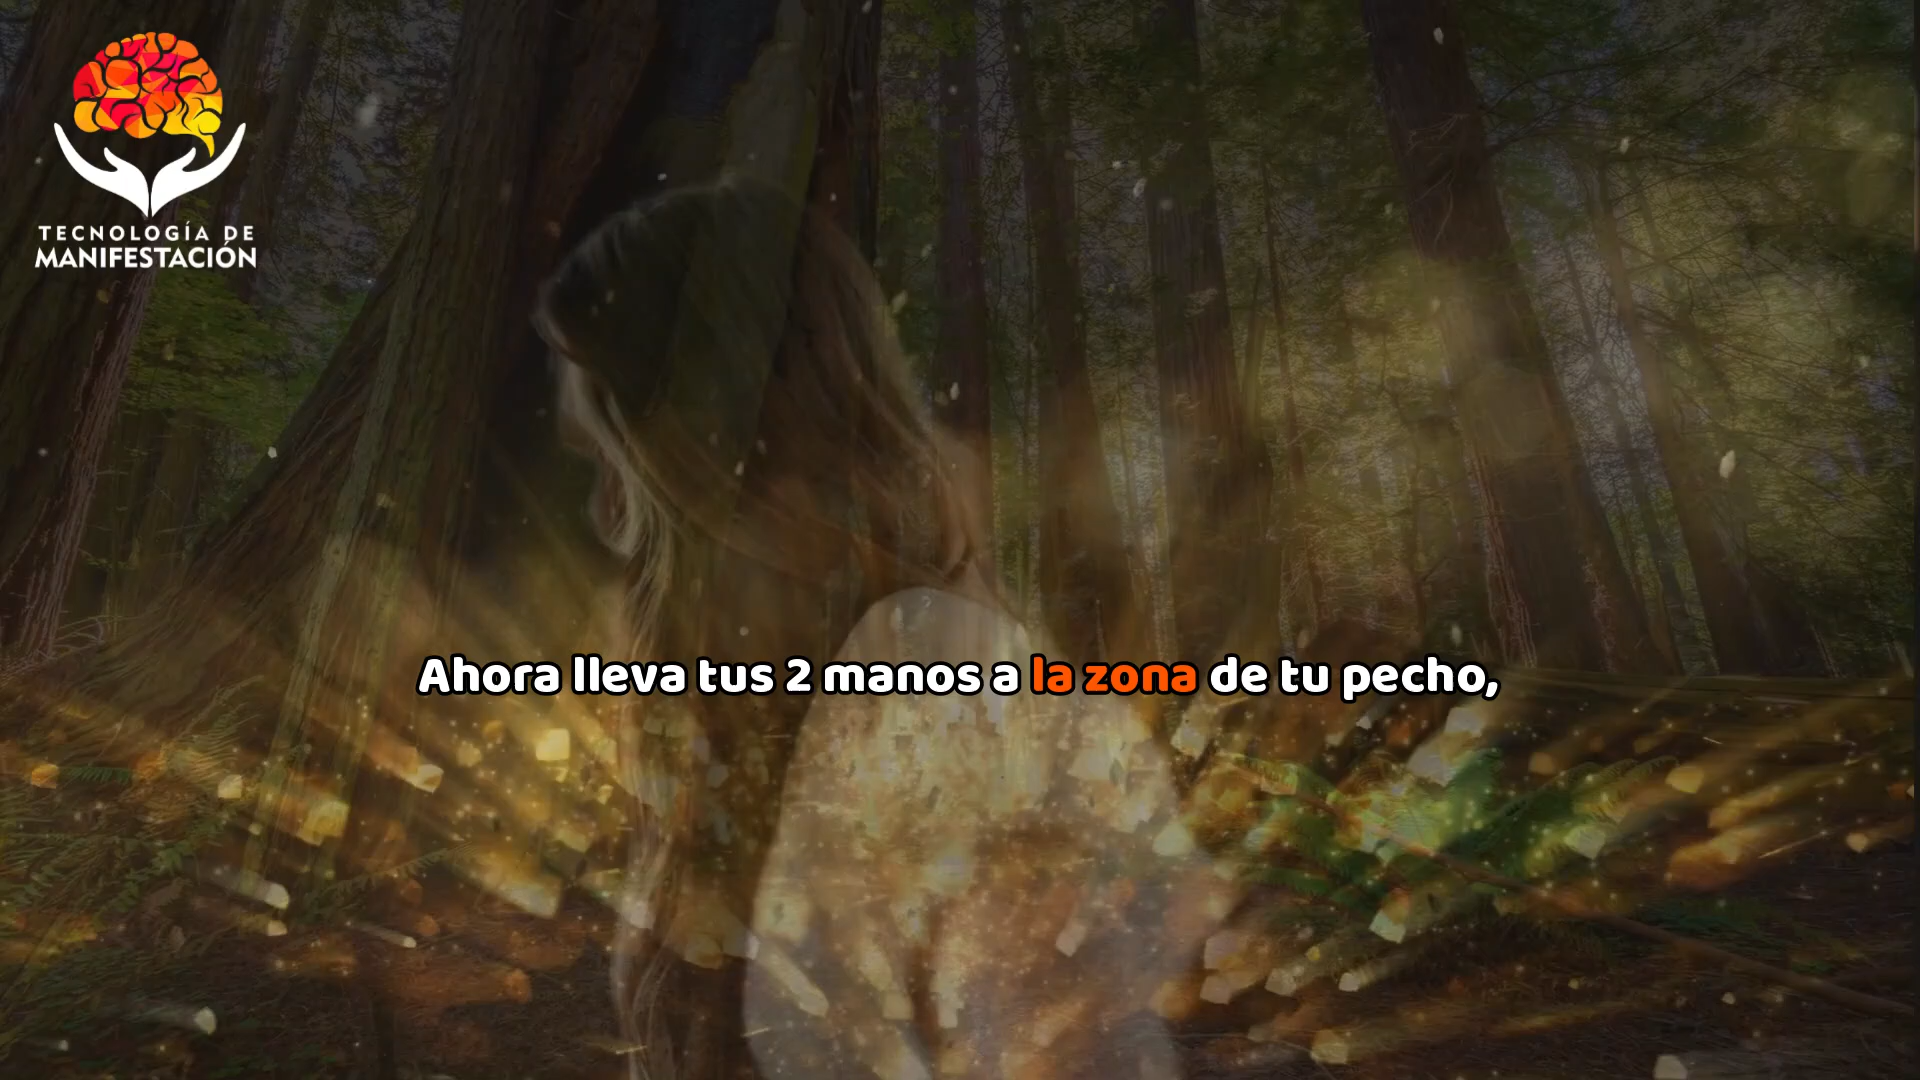 TECNOLOGÍA DE
MANIFESTACIÓN
Ahora lleva tus 2 manos a la zona de tu pecho,